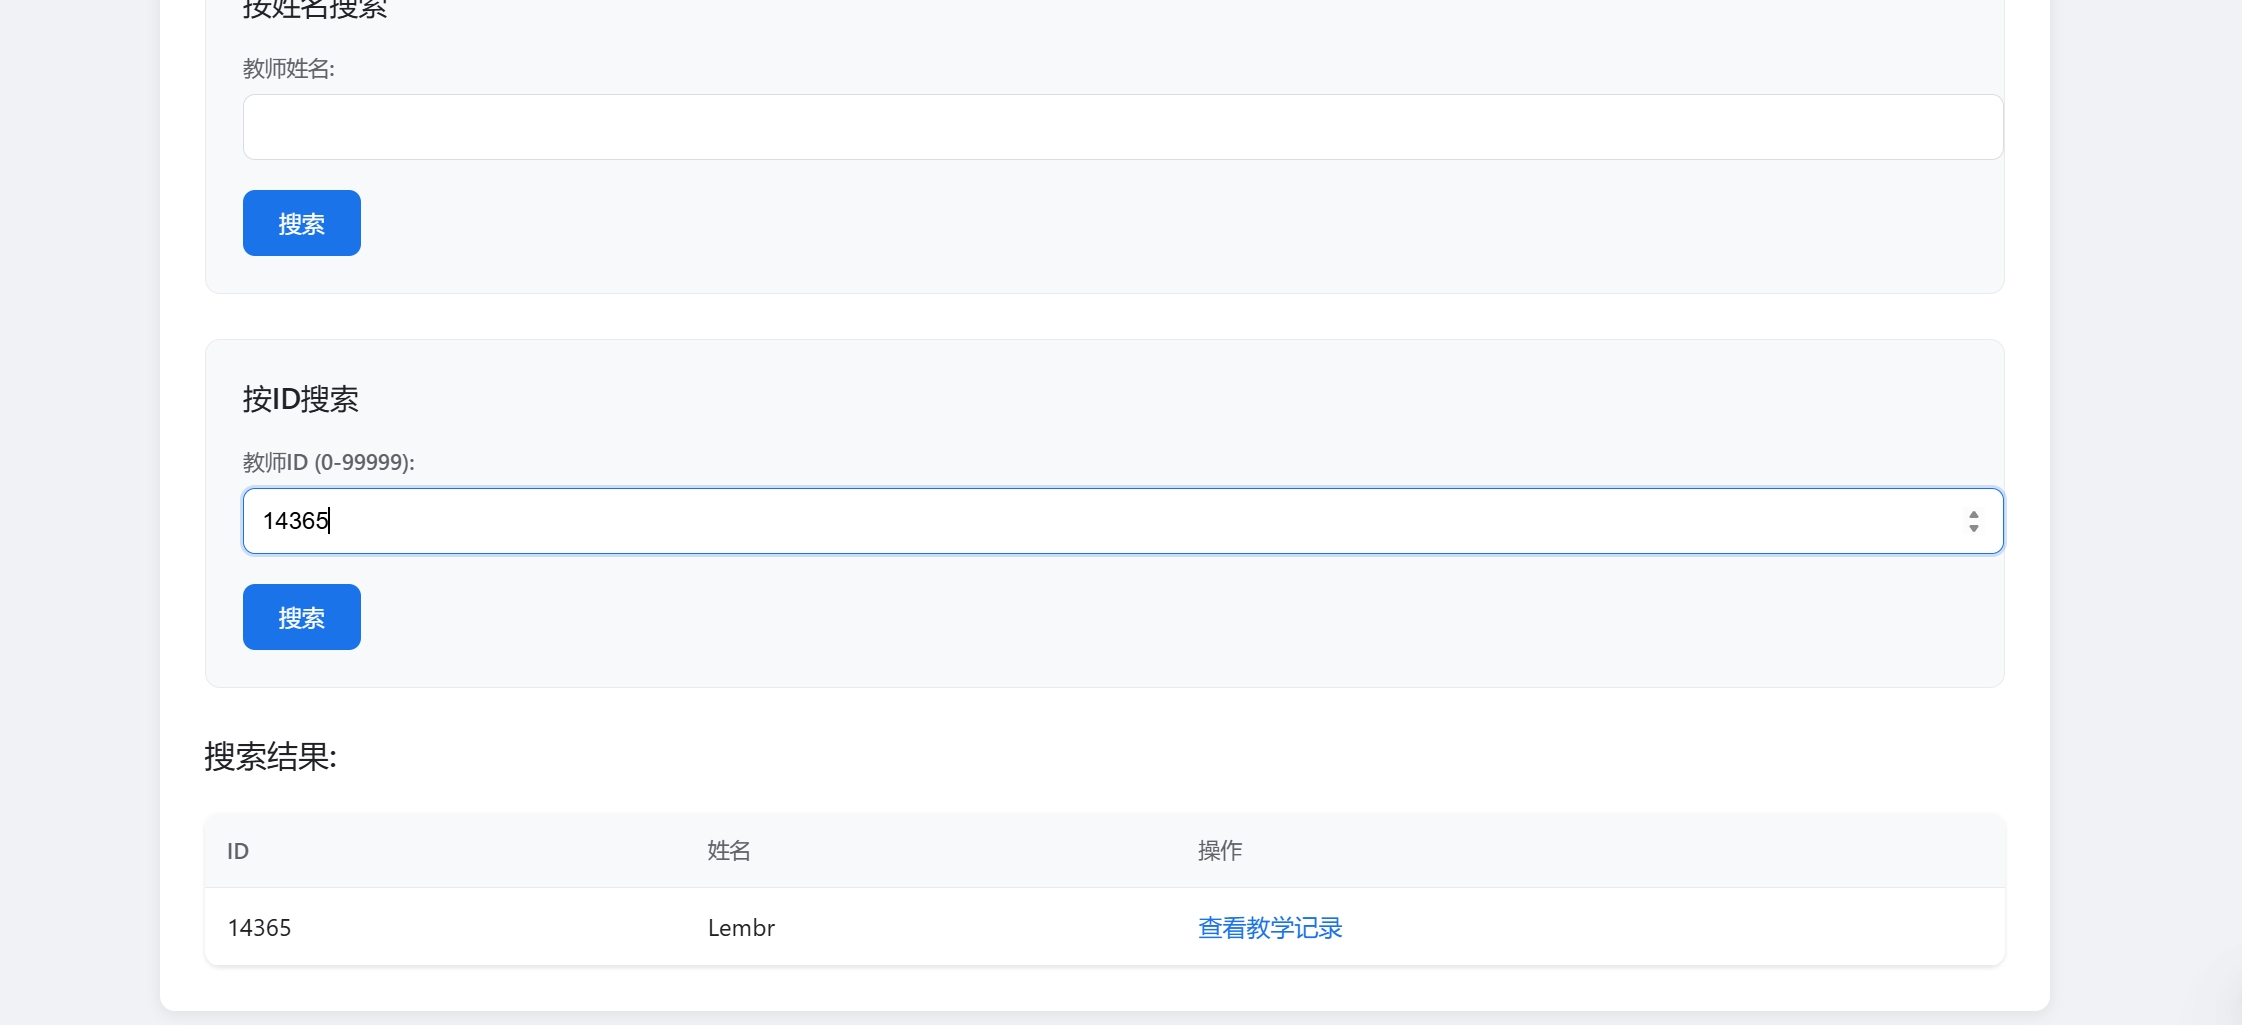 按姓名搜索
教师姓名:
搜索
按ID搜索
教师ID (0-99999):
14365
搜索
搜索结果:
ID 姓名 操作
14365 Lembr 查看教学记录